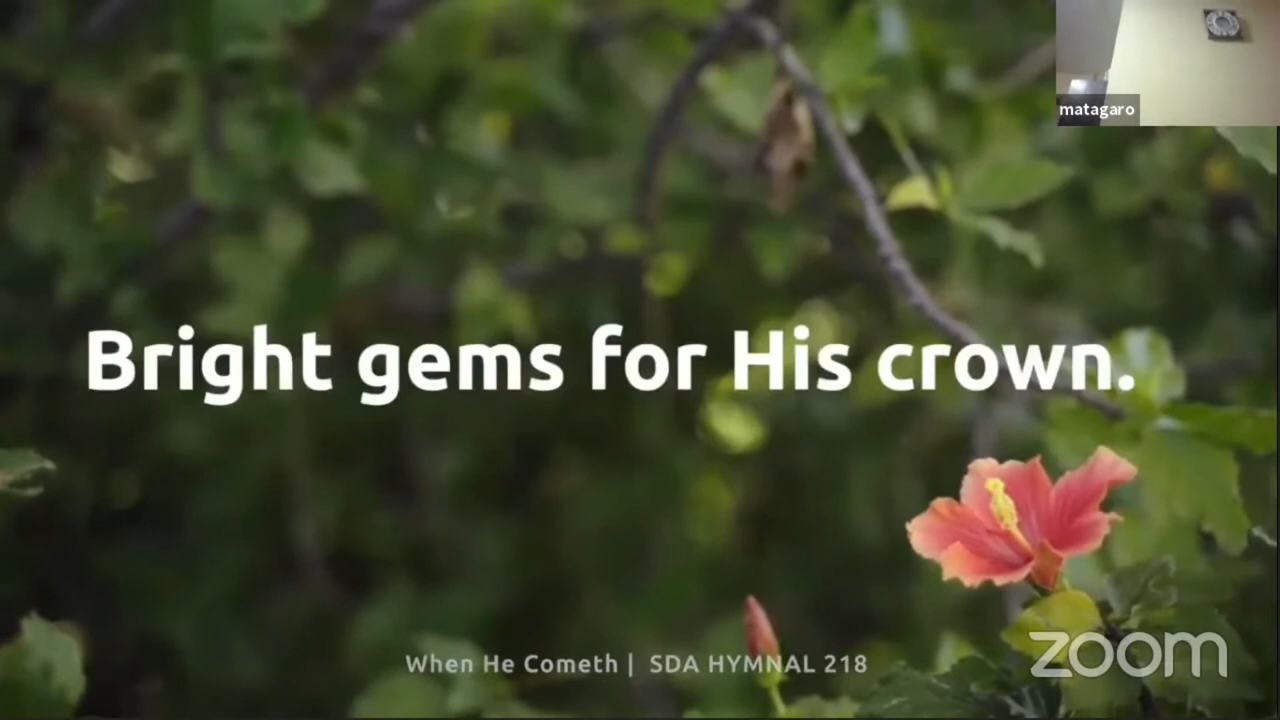 matagaro
Bright gems for His crown.
When He Cometh | SDA HYMNAL 218
zoom